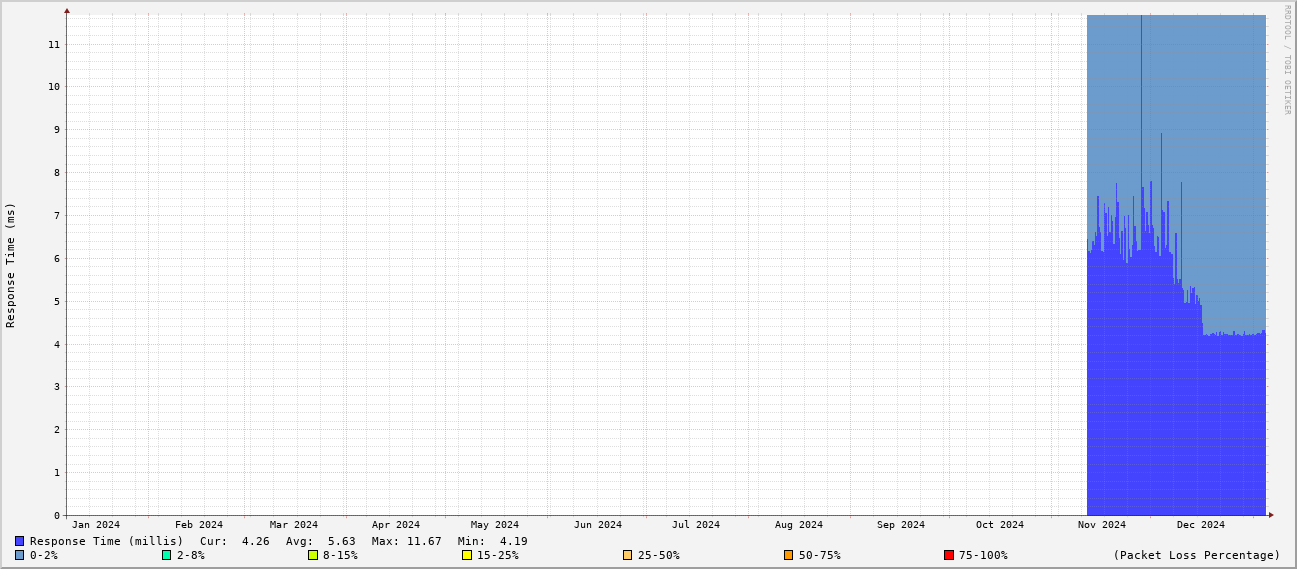 RRDTOOL / TOBI OETIKER
Response Time (ms)
11
10
9
8
7
6
5
4
3
2
1
0
Jan 2024 Feb 2024 Mar 2024 Apr 2024 May 2024 Jun 2024 Jul 2024 Aug 2024 Sep 2024 Oct 2024 Nov 2024 Dec 2024
Response Time (millis) Cur: 4.26 Avg: 5.63 Max: 11.67 Min: 4.19
0-2% 2-8% 8-15% 15-25% 25-50% 50-75% 75-100% (Packet Loss Percentage)